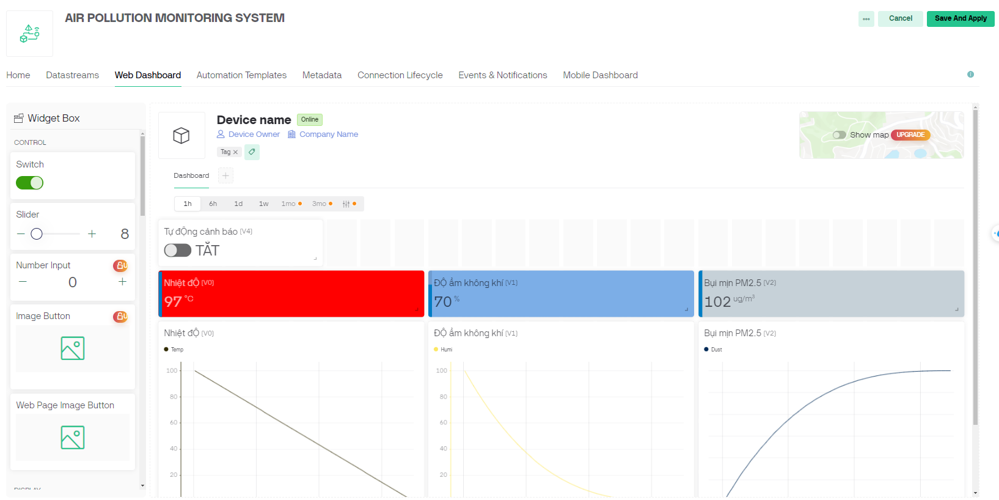 AIR POLLUTION MONITORING SYSTEM
Cancel
Save And Apply
Home Datastreams Web Dashboard Automation Templates Metadata Connection Lifecycle Events & Notifications Mobile Dashboard
Widget Box
CONTROL
Switch
Slider
8
Number Input
0
Image Button
Web Page Image Button
Device name Online
Device Owner Company Name
Tag
Show map UPGRADE
Dashboard
1h 6h 1d 1w 1mo 3mo
Tự động cảnh báo (V4)
TẮT
Nhiệt độ (V0)
97 °C
Độ ẩm không khí (V1)
70 %
Bụi mịn PM2.5 (V2)
102 ug/m³
Nhiệt độ (V0)
Temp
100
80
60
40
20
Độ ẩm không khí (V1)
Humi
100
80
60
40
20
Bụi mịn PM2.5 (V2)
Dust